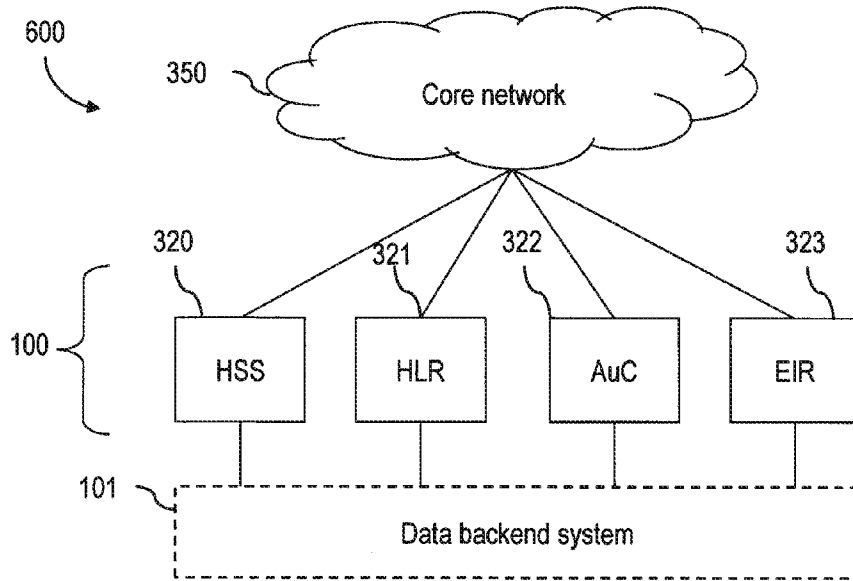 600
350
Core network
320
321
322
323
100
HSS
HLR
AuC
EIR
101
Data backend system